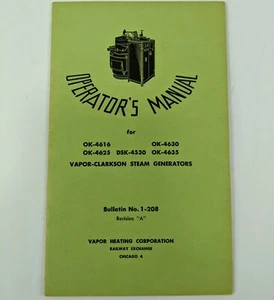 OPERATOR'S MANUAL
for
OK-4616 OK-4630
OK-4625 DSK-4530 OK-4635
VAPOR-CLARKSON STEAM GENERATORS
Bulletin No. 1-208
Revision "A"
VAPOR HEATING CORPORATION
RAILWAY EXCHANGE
CHICAGO 4